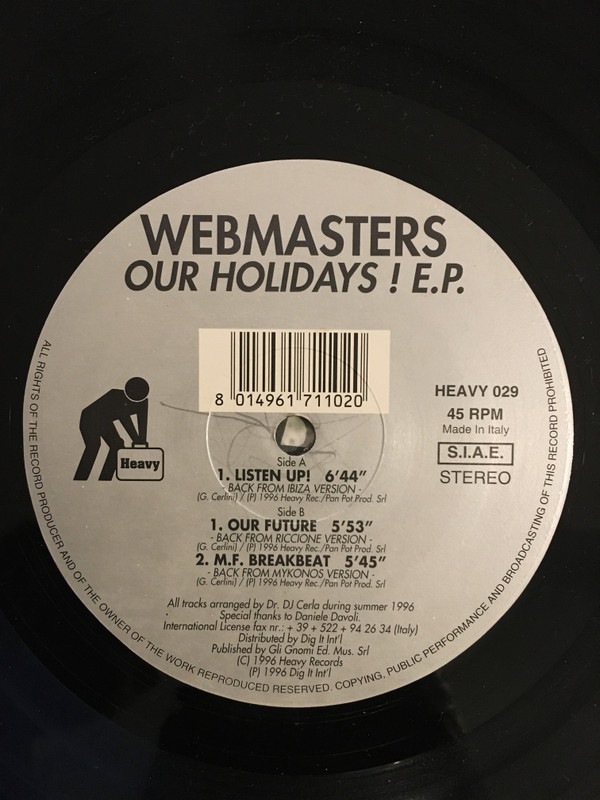 WEBMASTERS
OUR HOLIDAYS ! E.P.
8 014961 711020
HEAVY 029
45 RPM
Made In Italy
S.I.A.E.
STEREO
Heavy
Side A
1. LISTEN UP! 6'44"
- BACK FROM IBIZA VERSION -
(G. Cerlini) / (P) 1996 Heavy Rec./Pan Pot Prod. Srl
Side B
1. OUR FUTURE 5'53"
- BACK FROM RICCIONE VERSION -
(G. Cerlini) / (P) 1996 Heavy Rec./Pan Pot Prod. Srl
2. M.F. BREAKBEAT 5'45"
- BACK FROM MYKONOS VERSION -
(G. Cerlini) / (P) 1996 Heavy Rec./Pan Pot Prod. Srl
All tracks arranged by Dr. DJ Cerla during summer 1996
Special thanks to Daniele Davoli.
International License fax nr.: + 39 + 522 + 94 26 34 (Italy)
Distributed by Dig It Int'l
Published by Gli Gnomi Ed. Mus. Srl
(C) 1996 Heavy Records
(P) 1996 Dig It Int'l
ALL RIGHTS OF THE RECORD PRODUCER AND OF THE OWNER OF THE WORK REPRODUCED RESERVED. COPYING, PUBLIC PERFORMANCE AND BROADCASTING OF THIS RECORD PROHIBITED